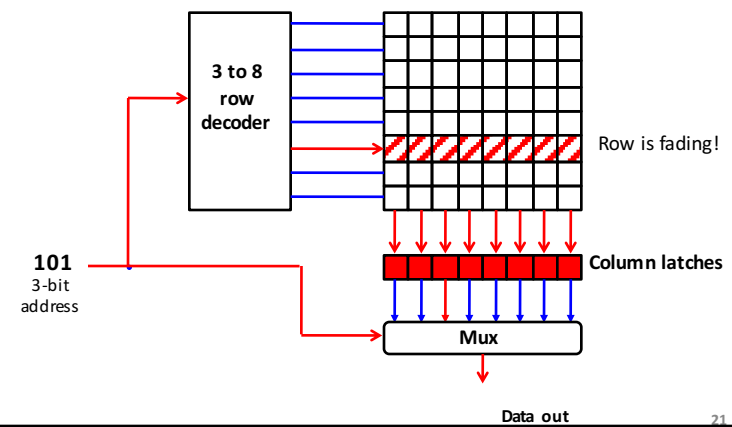 3 to 8
row
decoder
Row is fading!
101
3-bit
address
Column latches
Mux
Data out
21